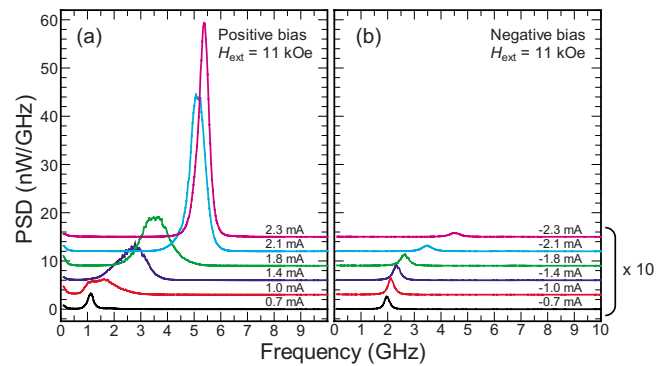 (a) Positive bias
H_ext = 11 kOe
(b) Negative bias
H_ext = 11 kOe
PSD (nW/GHz)
60
50
40
30
20
10
0
2.3 mA
2.1 mA
1.8 mA
1.4 mA
1.0 mA
0.7 mA
-2.3 mA
-2.1 mA
-1.8 mA
-1.4 mA
-1.0 mA
-0.7 mA
x 10
0 1 2 3 4 5 6 7 8 9 0 1 2 3 4 5 6 7 8 9 10
Frequency (GHz)